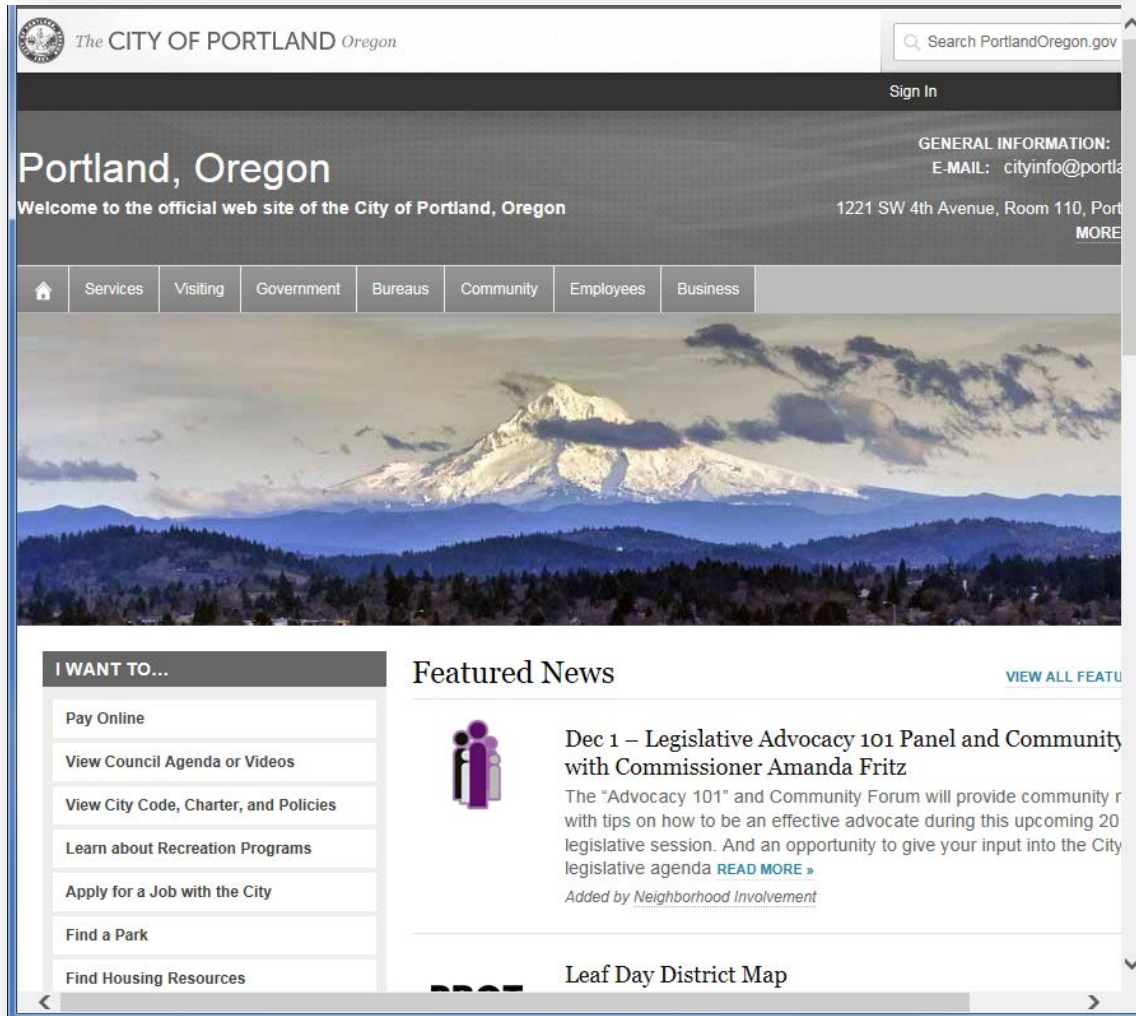 The CITY OF PORTLAND Oregon
Search PortlandOregon.gov
Sign In
Portland, Oregon
Welcome to the official web site of the City of Portland, Oregon
GENERAL INFORMATION:
E-MAIL: cityinfo@portla
1221 SW 4th Avenue, Room 110, Port
MORE
Services Visiting Government Bureaus Community Employees Business
I WANT TO...
Pay Online
View Council Agenda or Videos
View City Code, Charter, and Policies
Learn about Recreation Programs
Apply for a Job with the City
Find a Park
Find Housing Resources
Featured News
VIEW ALL FEATU
Dec 1 – Legislative Advocacy 101 Panel and Community
with Commissioner Amanda Fritz
The “Advocacy 101” and Community Forum will provide community
with tips on how to be an effective advocate during this upcoming 20
legislative session. And an opportunity to give your input into the City
legislative agenda READ MORE »
Added by Neighborhood Involvement
Leaf Day District Map